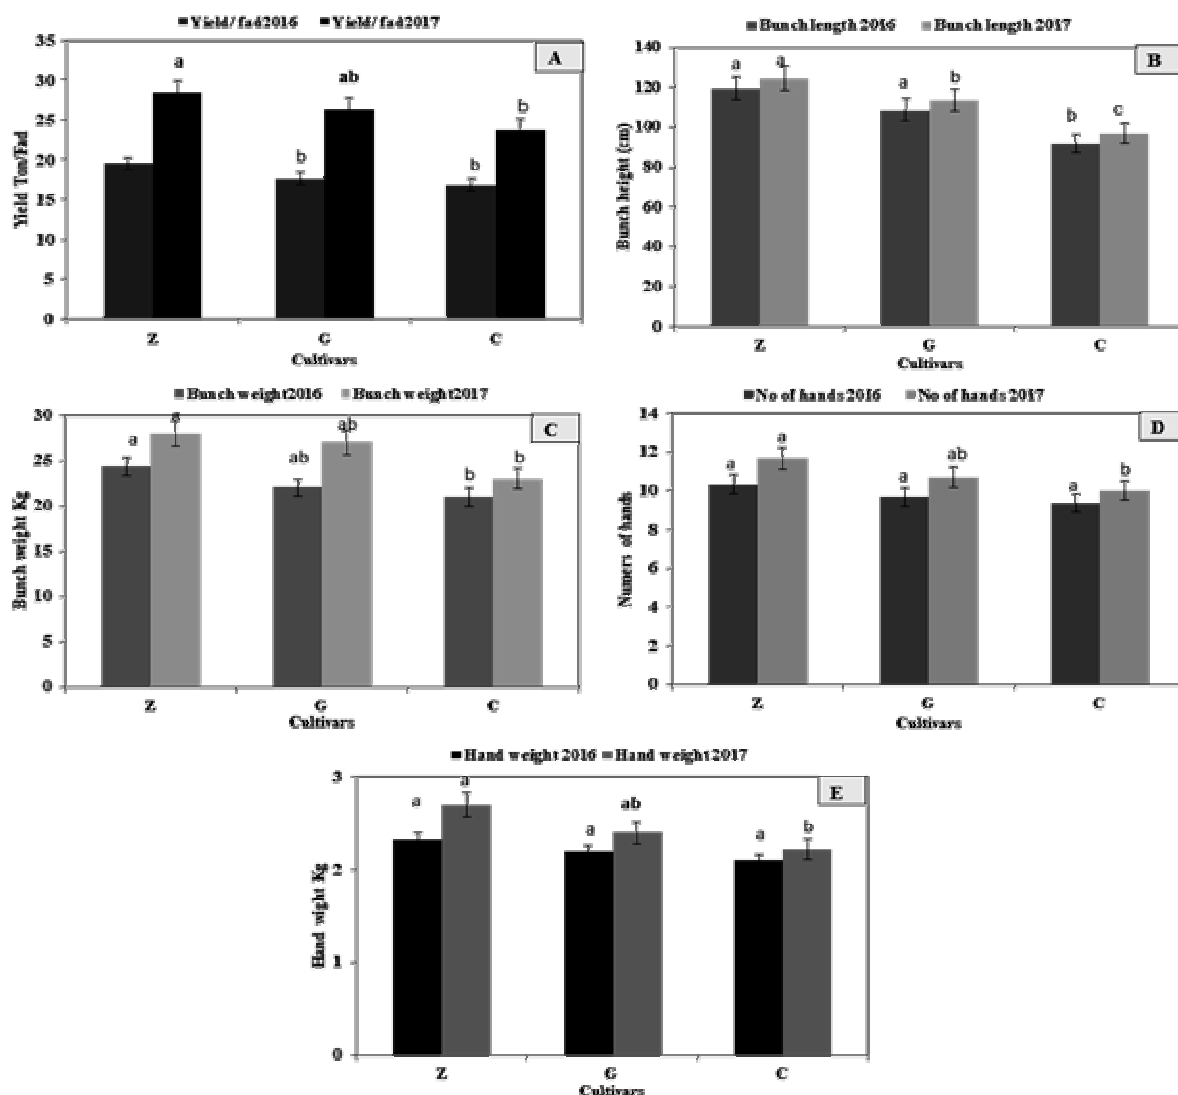 Yield/fad2016 Yield/fad2017
A
35
30
25
20
15
10
5
0
Yield Ton/Fad
a
ab
b
b
b
Z G C
Cultivars
Bunch length 2016 Bunch length 2017
B
140
120
100
80
60
40
20
0
Bunch height (cm)
a a
a b
b c
Z G C
Cultivars
Bunch weight2016 Bunch weight2017
C
30
25
20
15
10
5
0
Bunch weight Kg
a a
ab ab
b b
Z G C
Cultivars
No of hands 2016 No of hands 2017
D
14
12
10
8
6
4
2
0
Numers of hands
a a
a ab
a b
Z G C
Cultivars
Hand weight 2016 Hand weight 2017
E
3
2
1
0
Hand wight Kg
a a
a ab
a b
Z G C
Cultivars